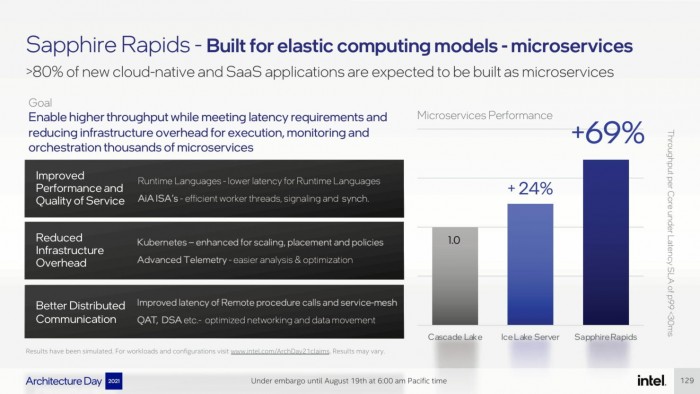 Sapphire Rapids - Built for elastic computing models - microservices
>80% of new cloud-native and SaaS applications are expected to be built as microservices
Goal
Enable higher throughput while meeting latency requirements and
reducing infrastructure overhead for execution, monitoring and
orchestration thousands of microservices
Improved
Performance and
Quality of Service
Runtime Languages - lower latency for Runtime Languages
AiA ISA's - efficient worker threads, signaling and synch.
Reduced
Infrastructure
Overhead
Kubernetes – enhanced for scaling, placement and policies
Advanced Telemetry - easier analysis & optimization
Better Distributed
Communication
Improved latency of Remote procedure calls and service-mesh
QAT, DSA etc.- optimized networking and data movement
Microservices Performance
+69%
+ 24%
1.0
Cascade Lake
Ice Lake Server
Sapphire Rapids
Throughput per Core under Latency SLA of p99<30ms
Results have been simulated. For workloads and configurations visit www.intel.com/ArchDay21claims. Results may vary.
Architecture Day 2021
Under embargo until August 19th at 6:00 am Pacific time
intel.
129